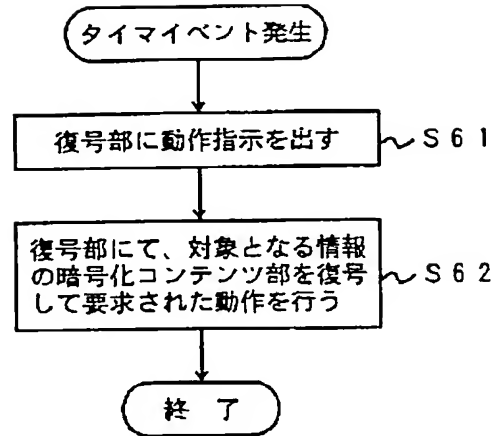 タイマイベント発生
復号部に動作指示を出す
S61
復号部にて、対象となる情報
の暗号化コンテンツ部を復号
して要求された動作を行う
S62
終了